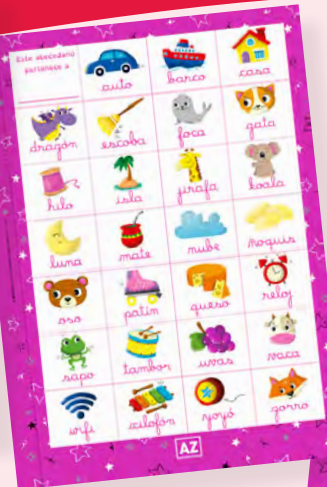 Este abecedario
pertenece a
auto
barco
casa
dragón
escoba
foca
gata
hilo
isla
jirafa
koala
luna
mate
nube
ñoquis
oso
patín
queso
reloj
sapo
tambor
uvas
vaca
wifi
xilofón
yoyó
zorro
AZ